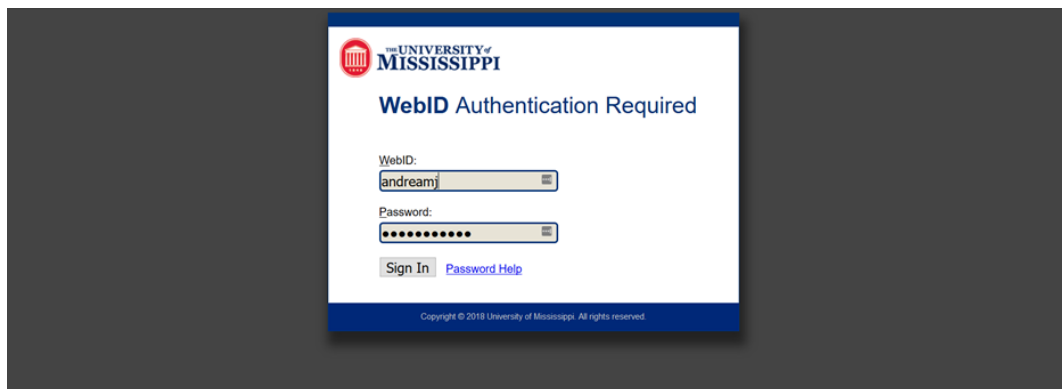 THE UNIVERSITY of
MISSISSIPPI
WebID Authentication Required
WebID:
andreamj
Password:
•••••••••••
Sign In Password Help
Copyright © 2018 University of Mississippi. All rights reserved.